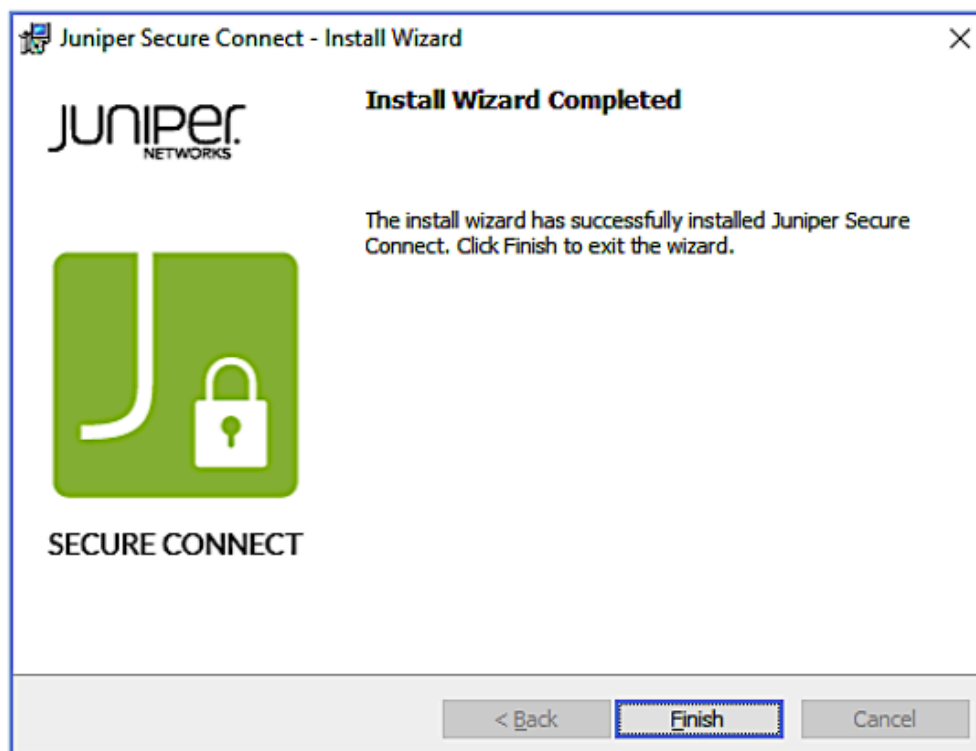 Juniper Secure Connect - Install Wizard
JUNIPER
NETWORKS
Install Wizard Completed
The install wizard has successfully installed Juniper Secure
Connect. Click Finish to exit the wizard.
SECURE CONNECT
< Back
Finish
Cancel